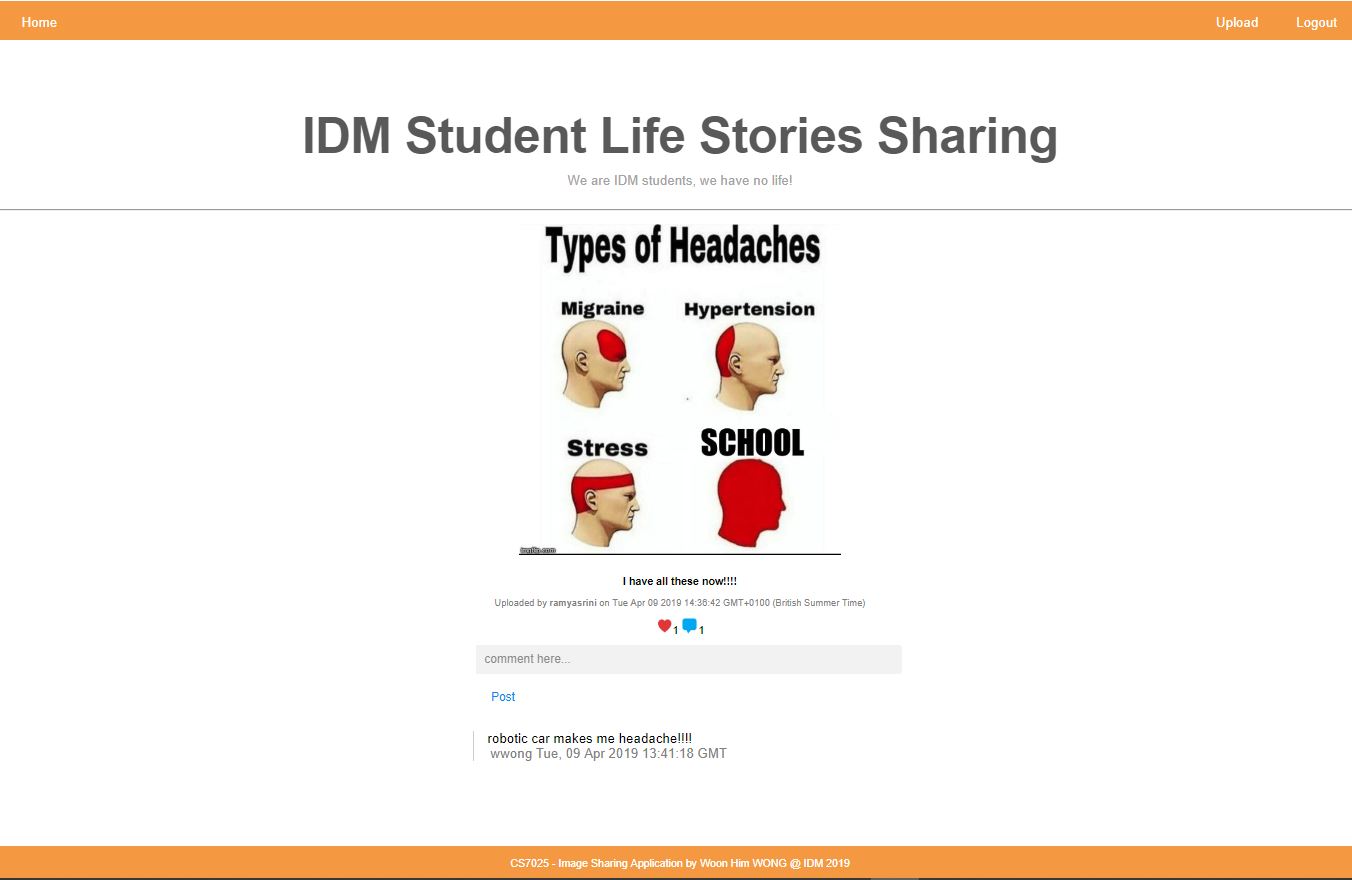 Home Upload Logout
IDM Student Life Stories Sharing
We are IDM students, we have no life!
Types of Headaches
Migraine Hypertension
Stress SCHOOL
imgflip.com
I have all these now!!!!
Uploaded by ramyasrini on Tue Apr 09 2019 14:36:42 GMT+0100 (British Summer Time)
1 1
comment here...
Post
robotic car makes me headache!!!!
wwong Tue, 09 Apr 2019 13:41:18 GMT
CS7025 - Image Sharing Application by Woon Him WONG @ IDM 2019